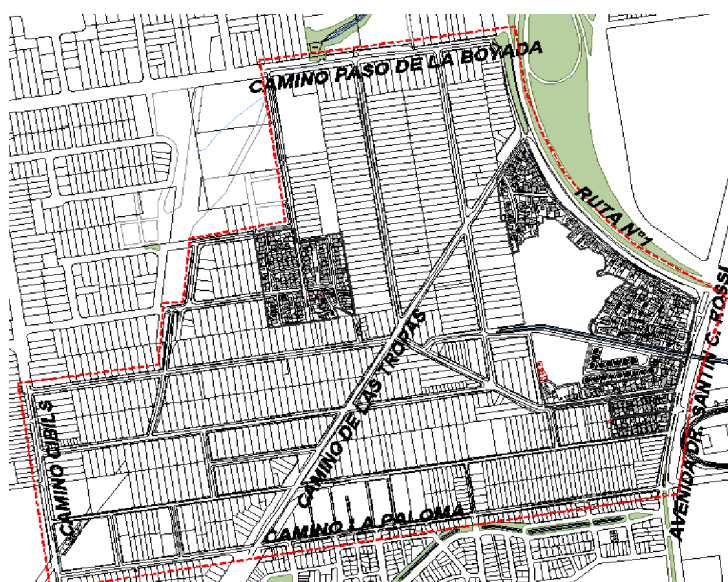 CAMINO PASO DE LA BOYADA
RUTA Nº1
AVENIDA DR. SANTIN C. ROSSI
CAMINO DE LAS TROPAS
CAMINO CIBILS
CAMINO LA PALOMA